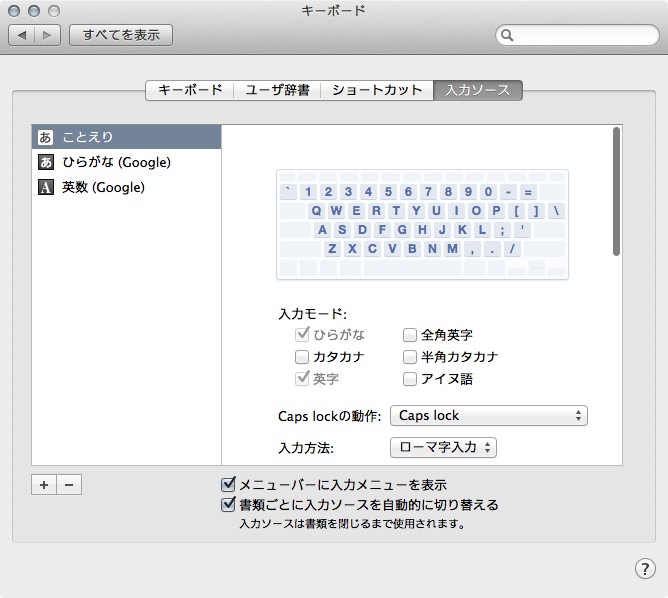 キーボード
すべてを表示
キーボード ユーザ辞書 ショートカット 入力ソース
あ ことえり
あ ひらがな (Google)
A 英数 (Google)
` 1 2 3 4 5 6 7 8 9 0 - =
Q W E R T Y U I O P [ ] \
A S D F G H J K L ; '
Z X C V B N M , . /
入力モード:
ひらがな 全角英字
カタカナ 半角カタカナ
英字 アイヌ語
Caps lockの動作: Caps lock
入力方法: ローマ字入力
+ −
メニューバーに入力メニューを表示
書類ごとに入力ソースを自動的に切り替える
入力ソースは書類を閉じるまで使用されます。
?